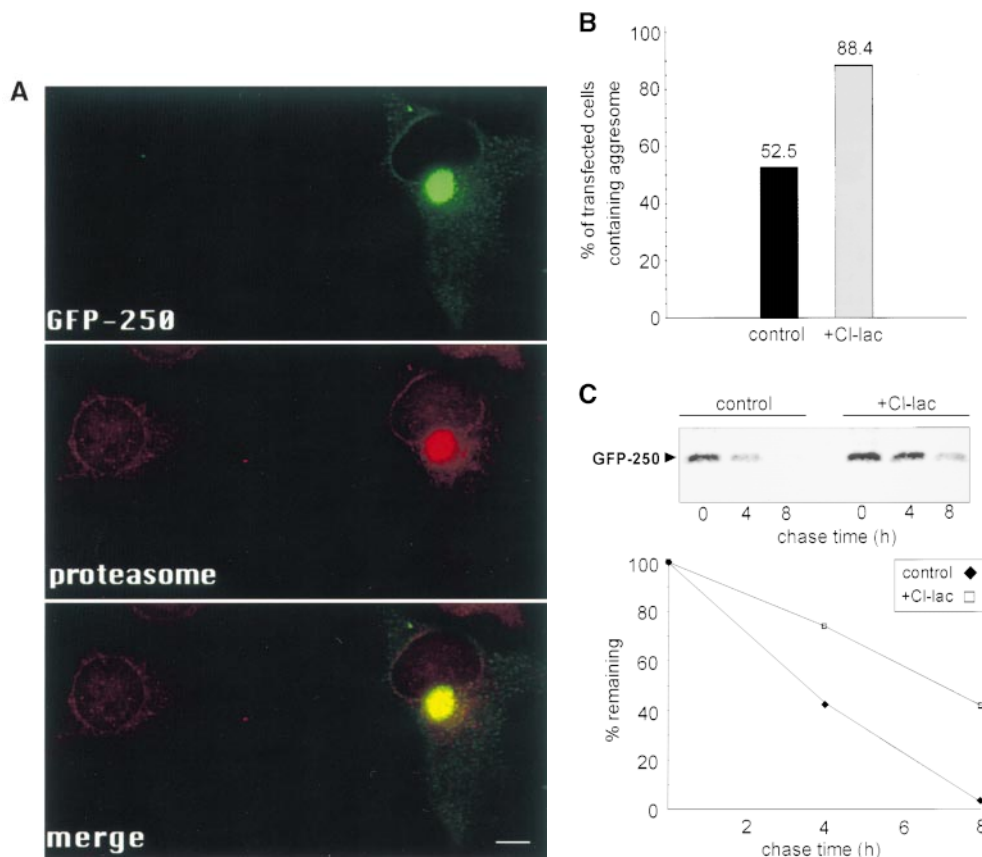 A
GFP-250
proteasome
merge
B
% of transfected cells
containing aggresome
100
80
60
40
20
0
52.5
88.4
control
+Cl-lac
C
control +Cl-lac
GFP-250
0 4 8 0 4 8
chase time (h)
100
80
60
40
20
0
% remaining
control
+Cl-lac
2 4 6 8
chase time (h)